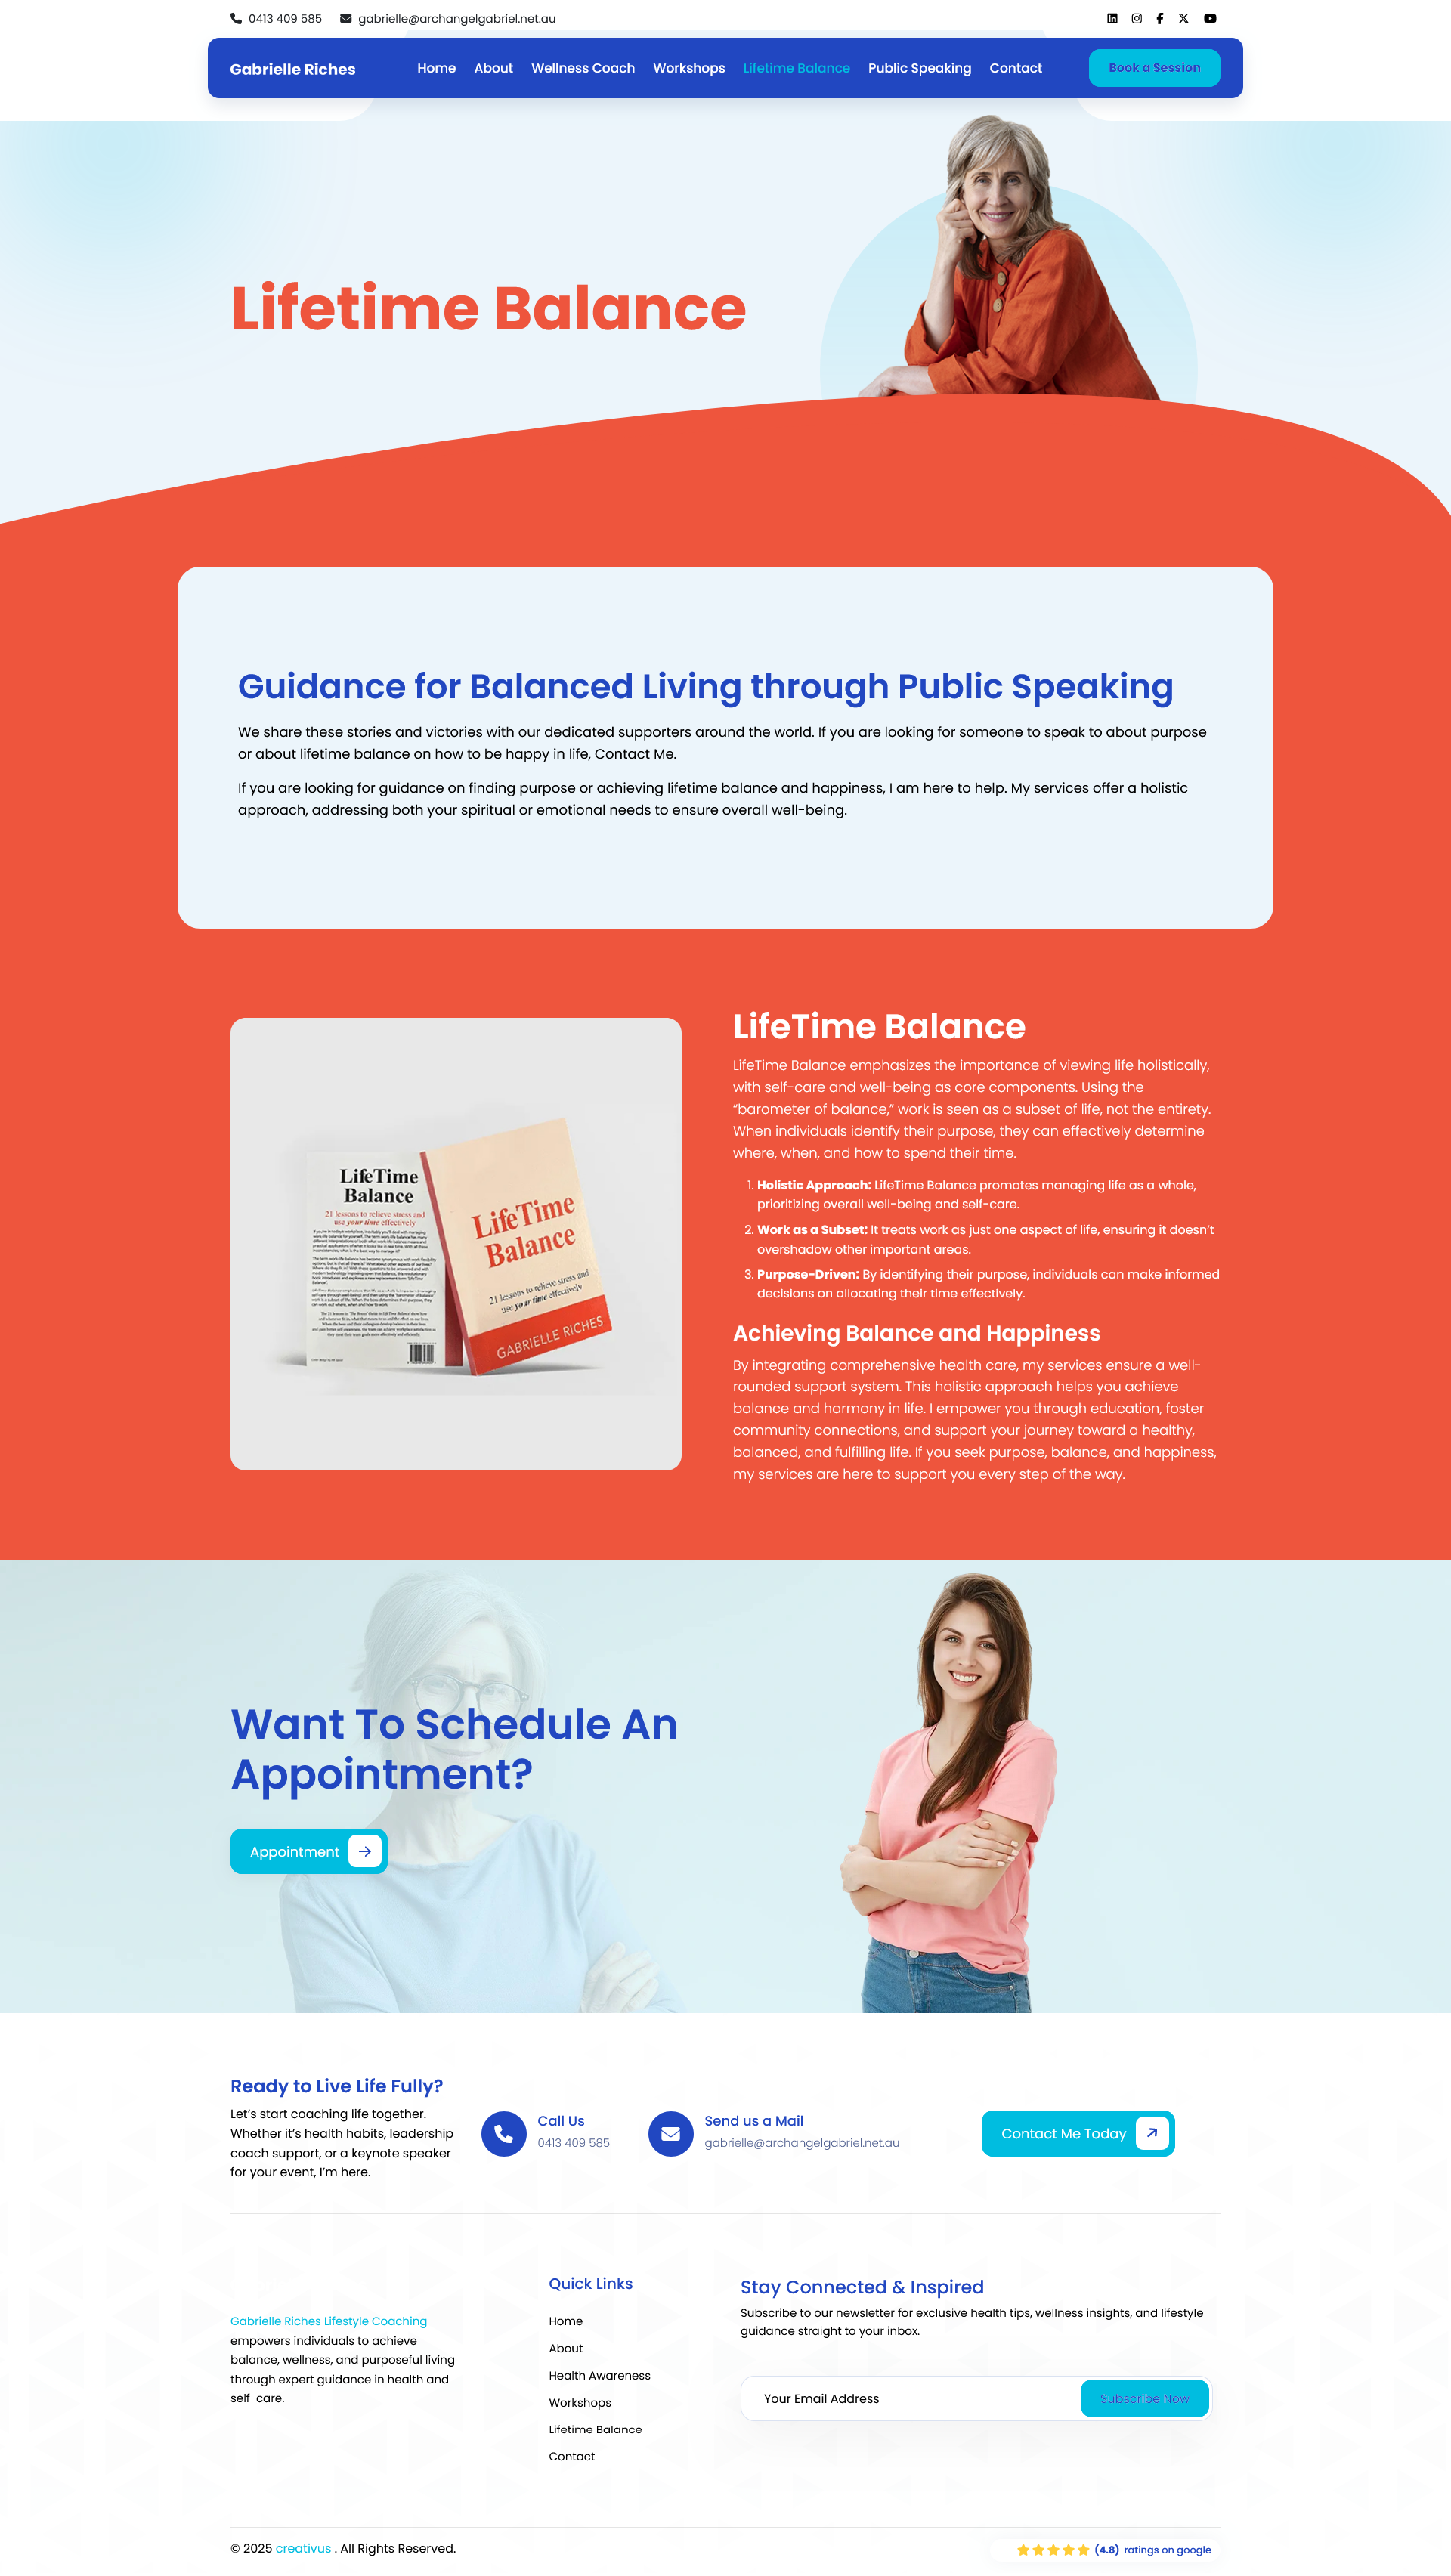 0413 409 585 gabrielle@archangelgabriel.net.au
Gabrielle Riches Home About Wellness Coach Workshops Lifetime Balance Public Speaking Contact Book a Session
Lifetime Balance
Guidance for Balanced Living through Public Speaking
We share these stories and victories with our dedicated supporters around the world. If you are looking for someone to speak to about purpose
or about lifetime balance on how to be happy in life, Contact Me.
If you are looking for guidance on finding purpose or achieving lifetime balance and happiness, I am here to help. My services offer a holistic
approach, addressing both your spiritual or emotional needs to ensure overall well-being.
LifeTime
Balance
21 lessons to relieve stress and
use your time effectively
LifeTime
Balance
21 lessons to relieve stress and
use your time effectively
GABRIELLE RICHES
LifeTime Balance
LifeTime Balance emphasizes the importance of viewing life holistically,
with self-care and well-being as core components. Using the
“barometer of balance,” work is seen as a subset of life, not the entirety.
When individuals identify their purpose, they can effectively determine
where, when, and how to spend their time.
1. Holistic Approach: LifeTime Balance promotes managing life as a whole,
prioritizing overall well-being and self-care.
2. Work as a Subset: It treats work as just one aspect of life, ensuring it doesn’t
overshadow other important areas.
3. Purpose-Driven: By identifying their purpose, individuals can make informed
decisions on allocating their time effectively.
Achieving Balance and Happiness
By integrating comprehensive health care, my services ensure a well-
rounded support system. This holistic approach helps you achieve
balance and harmony in life. I empower you through education, foster
community connections, and support your journey toward a healthy,
balanced, and fulfilling life. If you seek purpose, balance, and happiness,
my services are here to support you every step of the way.
Want To Schedule An
Appointment?
Appointment
Ready to Live Life Fully?
Let’s start coaching life together.
Whether it’s health habits, leadership
coach support, or a keynote speaker
for your event, I’m here.
Call Us
0413 409 585
Send us a Mail
gabrielle@archangelgabriel.net.au
Contact Me Today
Gabrielle Riches Lifestyle Coaching
empowers individuals to achieve
balance, wellness, and purposeful living
through expert guidance in health and
self-care.
Quick Links
Home
About
Health Awareness
Workshops
Lifetime Balance
Contact
Stay Connected & Inspired
Subscribe to our newsletter for exclusive health tips, wellness insights, and lifestyle
guidance straight to your inbox.
Your Email Address Subscribe Now
© 2025 creativus . All Rights Reserved.
(4.8) ratings on google